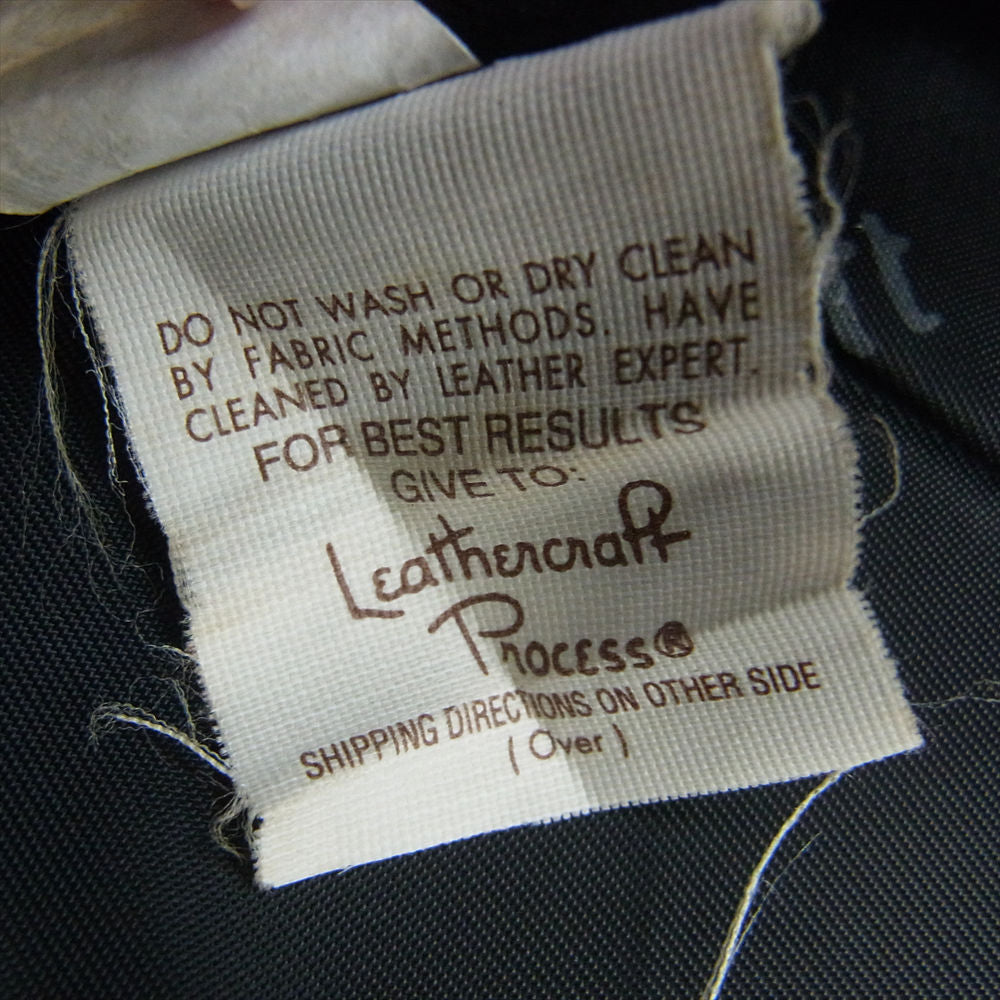 DO NOT WASH OR DRY CLEAN
BY FABRIC METHODS. HAVE
CLEANED BY LEATHER EXPERT.
FOR BEST RESULTS
GIVE TO:
Leathercraft
Process®
SHIPPING DIRECTIONS ON OTHER SIDE
( Over )